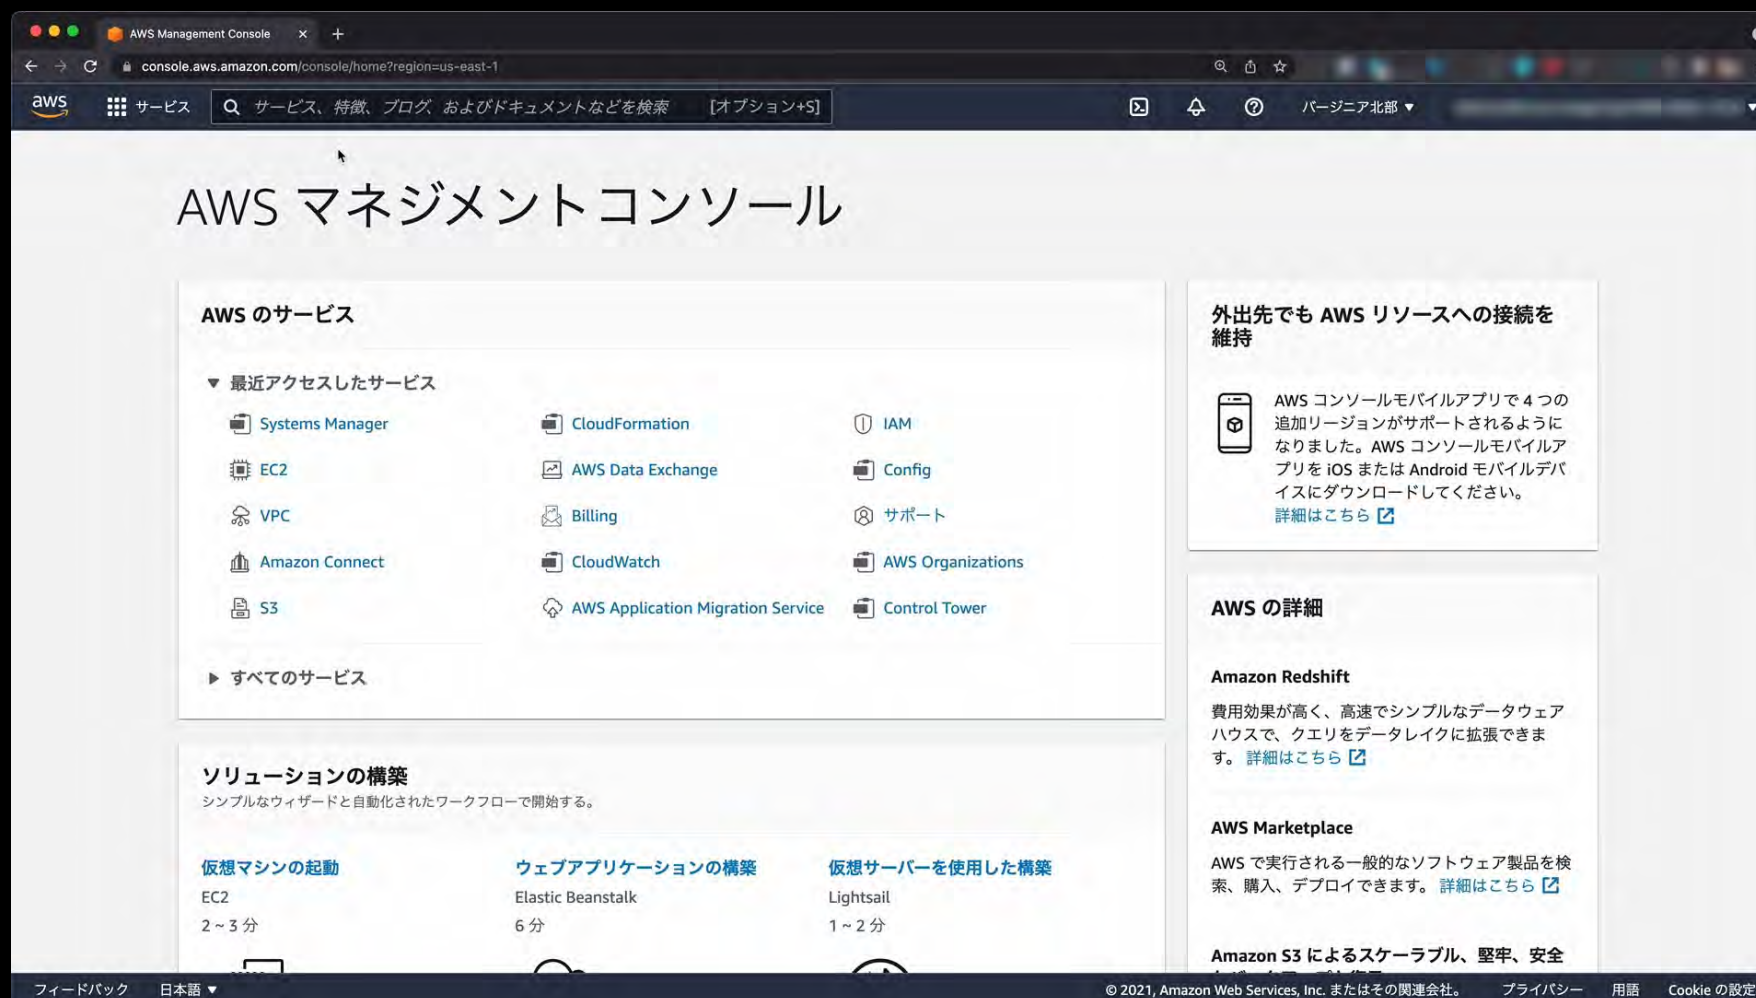 AWS Management Console
console.aws.amazon.com/console/home?region=us-east-1
aws
サービス
サービス、特徴、ブログ、およびドキュメントなどを検索 [オプション+S]
バージニア北部 ▼
AWS マネジメントコンソール
AWS のサービス
▼ 最近アクセスしたサービス
Systems Manager
CloudFormation
IAM
EC2
AWS Data Exchange
Config
VPC
Billing
サポート
Amazon Connect
CloudWatch
AWS Organizations
S3
AWS Application Migration Service
Control Tower
▶ すべてのサービス
ソリューションの構築
シンプルなウィザードと自動化されたワークフローで開始する。
仮想マシンの起動
EC2
2 ~ 3 分
ウェブアプリケーションの構築
Elastic Beanstalk
6 分
仮想サーバーを使用した構築
Lightsail
1 ~ 2 分
外出先でも AWS リソースへの接続を
維持
AWS コンソールモバイルアプリで 4 つの
追加リージョンがサポートされるように
なりました。AWS コンソールモバイルア
プリを iOS または Android モバイルデバ
イスにダウンロードしてください。
詳細はこちら
AWS の詳細
Amazon Redshift
費用効果が高く、高速でシンプルなデータウェア
ハウスで、クエリをデータレイクに拡張できま
す。 詳細はこちら
AWS Marketplace
AWS で実行される一般的なソフトウェア製品を検
索、購入、デプロイできます。 詳細はこちら
Amazon S3 によるスケーラブル、堅牢、安全
フィードバック
日本語 ▼
© 2021, Amazon Web Services, Inc. またはその関連会社。
プライバシー
用語
Cookie の設定